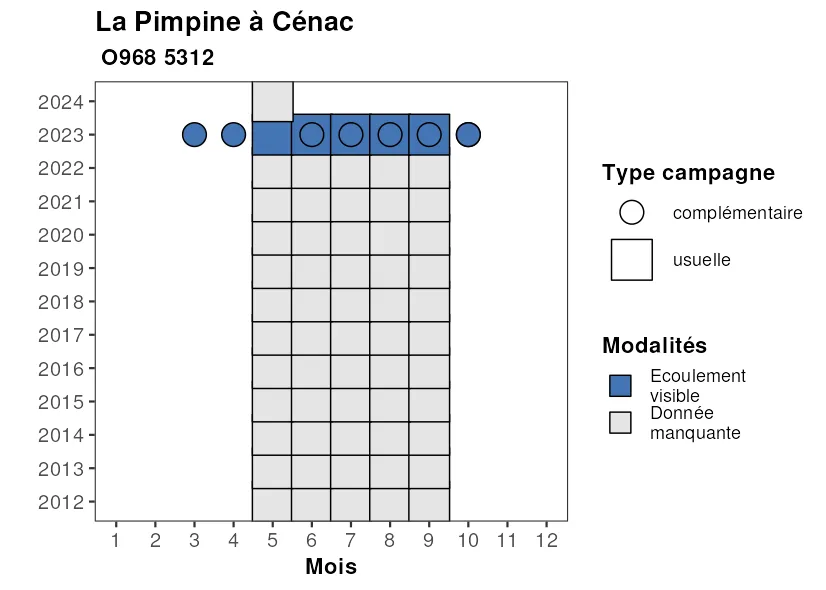 La Pimpine à Cénac
O968 5312
2024
2023
2022
2021
2020
2019
2018
2017
2016
2015
2014
2013
2012
1 2 3 4 5 6 7 8 9 10 11 12
Mois
Type campagne
complémentaire
usuelle
Modalités
Ecoulement
visible
Donnée
manquante